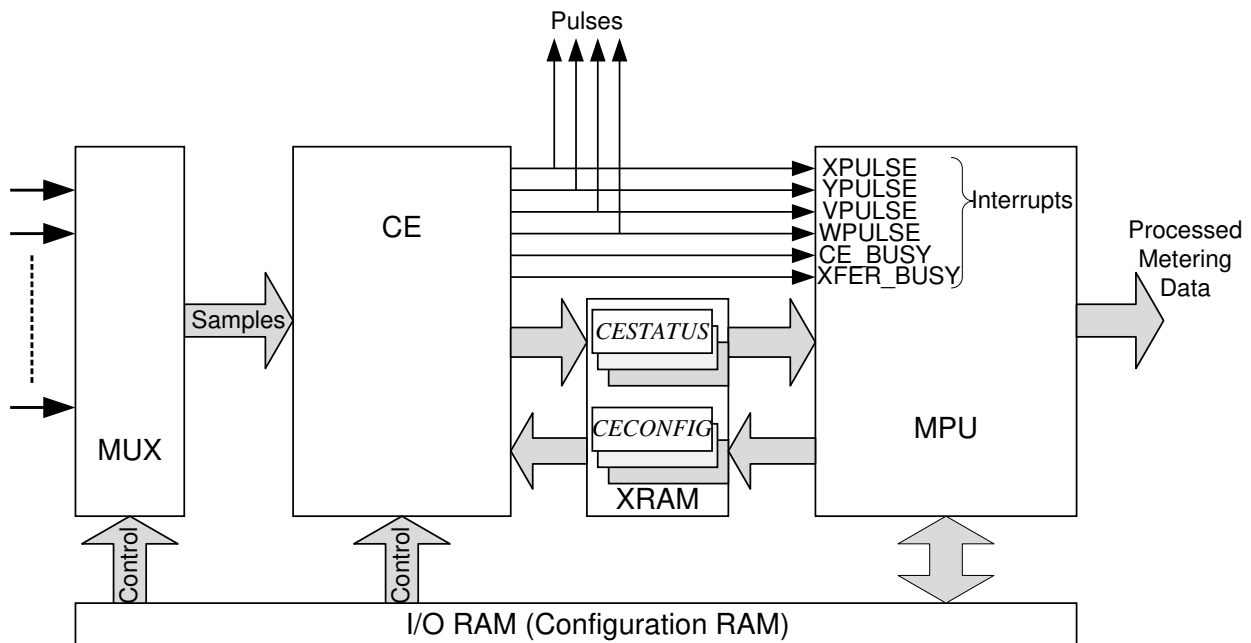 Pulses
XPULSE
YPULSE
VPULSE
WPULSE
CE_BUSY
XFER_BUSY
Interrupts
CE
Processed
Metering
Data
Samples
CESTATUS
CECONFIG
XRAM
MUX
MPU
Control
Control
I/O RAM (Configuration RAM)